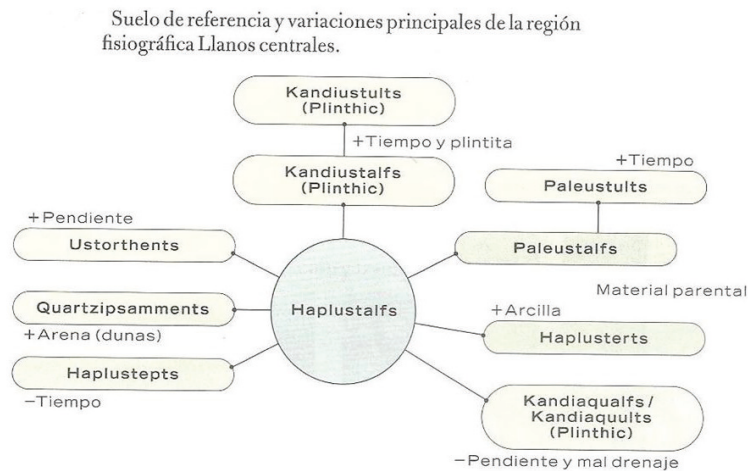 Suelo de referencia y variaciones principales de la región
fisiográfica Llanos centrales.
Kandiustults
(Plinthic)
+Tiempo y plintita
Kandiustalfs
(Plinthic)
+Tiempo
Paleustults
+Pendiente
Ustorthents
Paleustalfs
Material parental
Quartzipsamments
+Arena (dunas)
Haplustalfs
+Arcilla
Haplusterts
Haplustepts
−Tiempo
Kandiaqualfs /
Kandiaquults
(Plinthic)
−Pendiente y mal drenaje